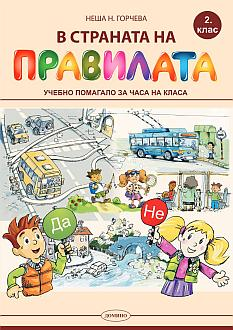 НЕША Н. ГОРЧЕВА
2.
клас
В СТРАНАТА НА
ПРАВИЛАТА
УЧЕБНО ПОМАГАЛО ЗА ЧАСА НА КЛАСА
Да
Не
ДОМИНО